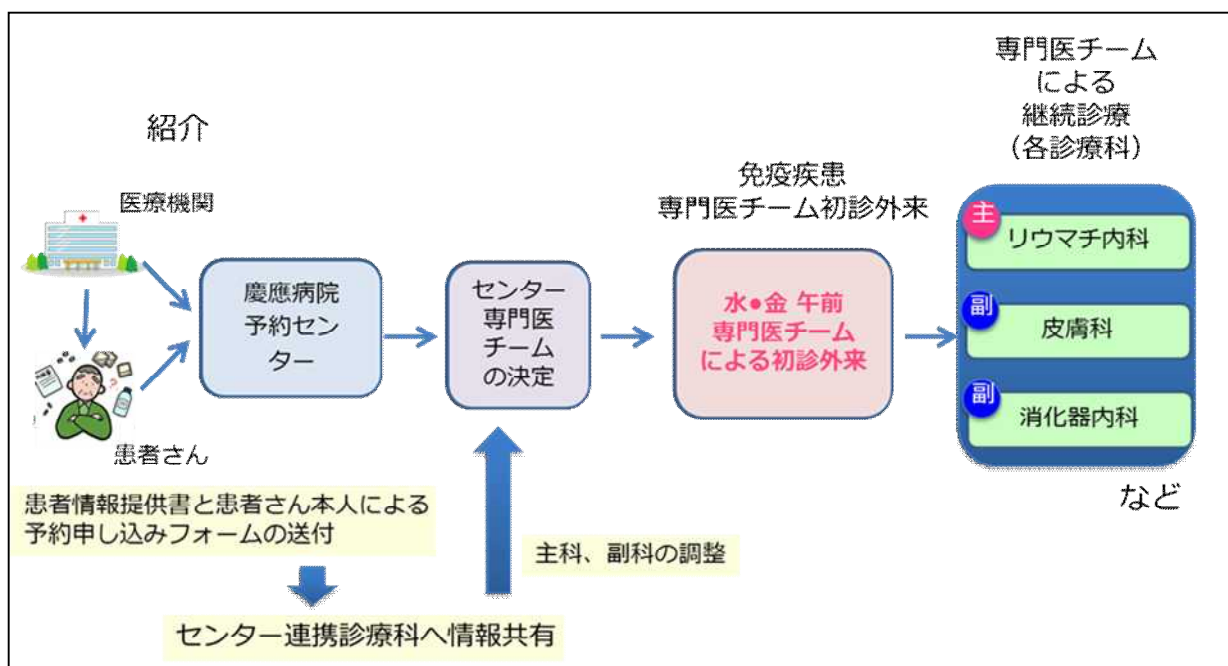 紹介
医療機関
患者さん
慶應病院
予約セン
ター
センター
専門医
チーム
の決定
免疫疾患
専門医チーム初診外来
水●金 午前
専門医チーム
による初診外来
専門医チーム
による
継続診療
(各診療科)
主
リウマチ内科
副
皮膚科
副
消化器内科
など
患者情報提供書と患者さん本人による
予約申し込みフォームの送付
主科、副科の調整
センター連携診療科へ情報共有